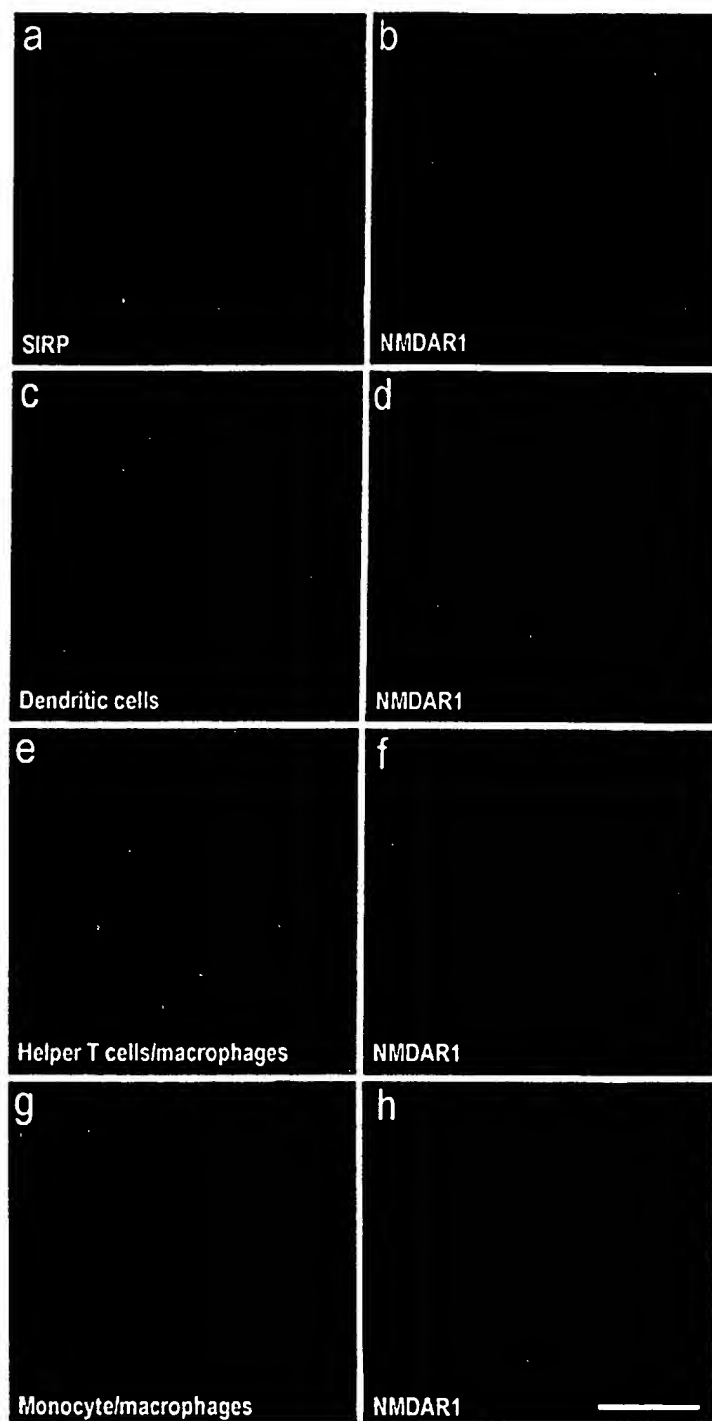 a
b
SIRP
NMDAR1
c
d
Dendritic cells
NMDAR1
e
f
Helper T cells/macrophages
NMDAR1
g
h
Monocyte/macrophages
NMDAR1